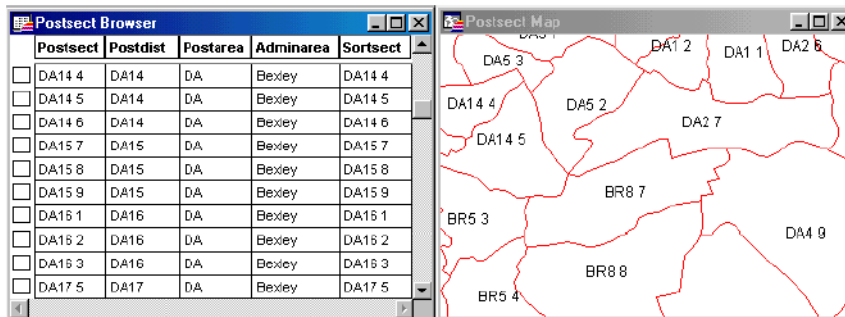 Postsect Browser
Postsect Postdist Postarea Adminarea Sortsect
DA14 4 DA14 DA Bexley DA14 4
DA14 5 DA14 DA Bexley DA14 5
DA14 6 DA14 DA Bexley DA14 6
DA15 7 DA15 DA Bexley DA15 7
DA15 8 DA15 DA Bexley DA15 8
DA15 9 DA15 DA Bexley DA15 9
DA16 1 DA16 DA Bexley DA16 1
DA16 2 DA16 DA Bexley DA16 2
DA16 3 DA16 DA Bexley DA16 3
DA17 5 DA17 DA Bexley DA17 5
Postsect Map
DA1 2
DA1 1
DA2 6
DA5 3
DA14 4
DA5 2
DA2 7
DA14 5
BR8 7
BR5 3
DA4 9
BR8 8
BR5 4